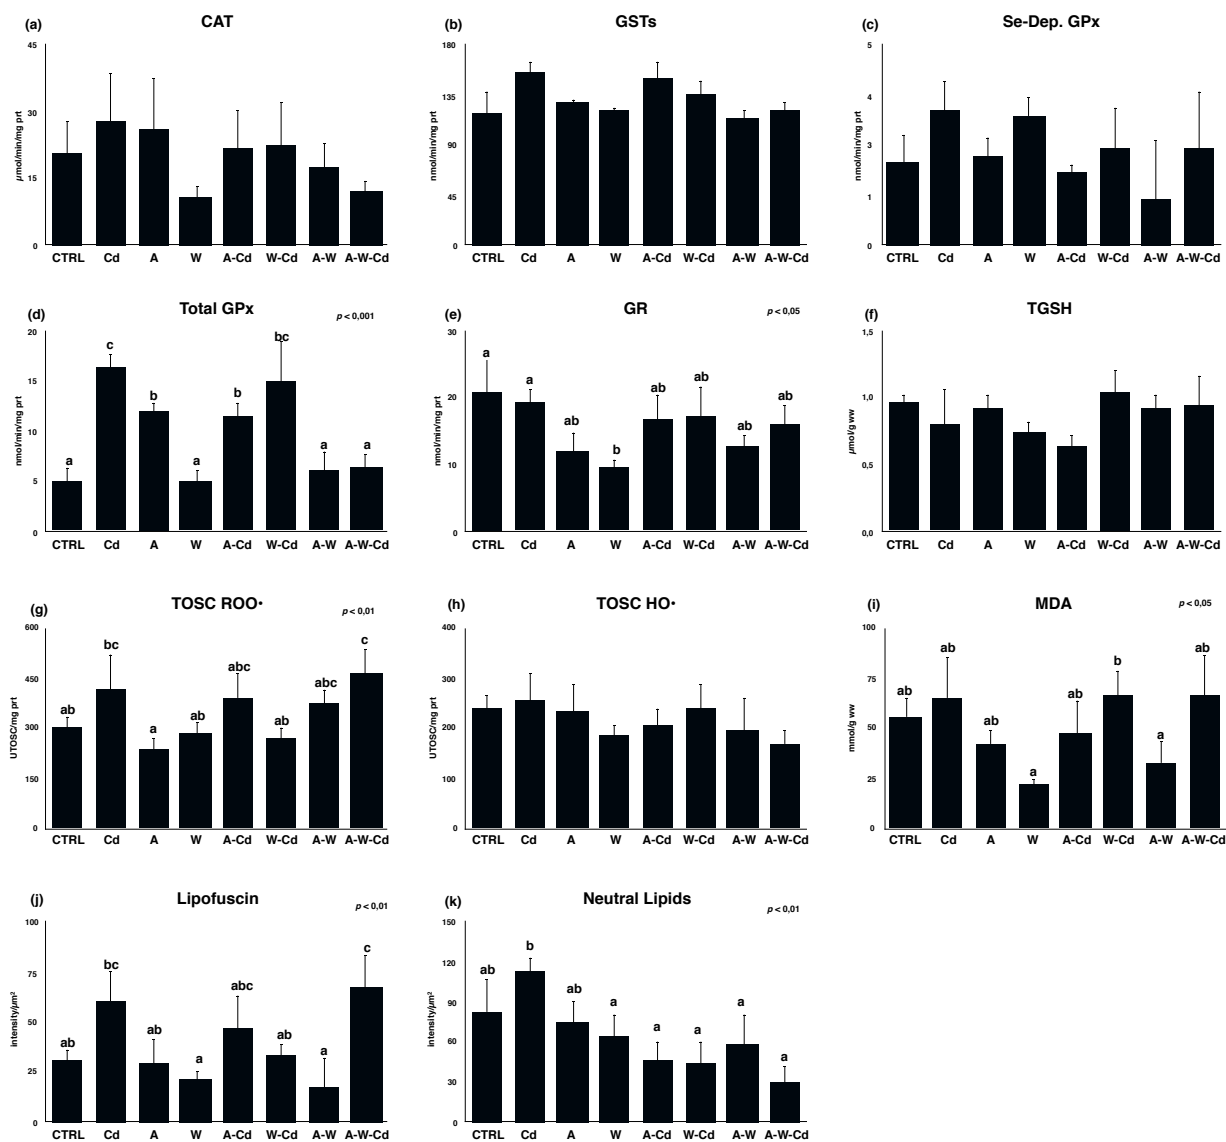 (a) CAT
45
30
15
0
µmol/min/mg prt
CTRL Cd A W A-Cd W-Cd A-W A-W-Cd
(b) GSTs
180
135
90
45
0
nmol/min/mg prt
CTRL Cd A W A-Cd W-Cd A-W A-W-Cd
(c) Se-Dep. GPx
5
4
3
1
0
nmol/min/mg prt
CTRL Cd A W A-Cd W-Cd A-W A-W-Cd
(d) Total GPx
p < 0,001
20
15
10
5
0
nmol/min/mg prt
a c b a b bc a a
CTRL Cd A W A-Cd W-Cd A-W A-W-Cd
(e) GR
p < 0,05
30
20
10
0
nmol/min/mg prt
a a ab b ab ab ab ab
CTRL Cd A W A-Cd W-Cd A-W A-W-Cd
(f) TGSH
1,5
1,0
0,5
0,0
µmol/g ww
CTRL Cd A W A-Cd W-Cd A-W A-W-Cd
(g) TOSC ROO•
p < 0,01
600
450
300
150
0
UTOSC/mg prt
ab bc a ab abc ab abc c
CTRL Cd A W A-Cd W-Cd A-W A-W-Cd
(h) TOSC HO•
400
300
200
100
0
UTOSC/mg prt
CTRL Cd A W A-Cd W-Cd A-W A-W-Cd
(i) MDA
p < 0,05
100
75
50
25
0
mmol/g ww
ab ab ab a ab b a ab
CTRL Cd A W A-Cd W-Cd A-W A-W-Cd
(j) Lipofuscin
p < 0,01
100
75
50
25
0
intensity/µm²
ab bc ab a abc ab a c
CTRL Cd A W A-Cd W-Cd A-W A-W-Cd
(k) Neutral Lipids
p < 0,01
150
120
90
60
30
0
intensity/µm²
ab b ab a a a a a
CTRL Cd A W A-Cd W-Cd A-W A-W-Cd